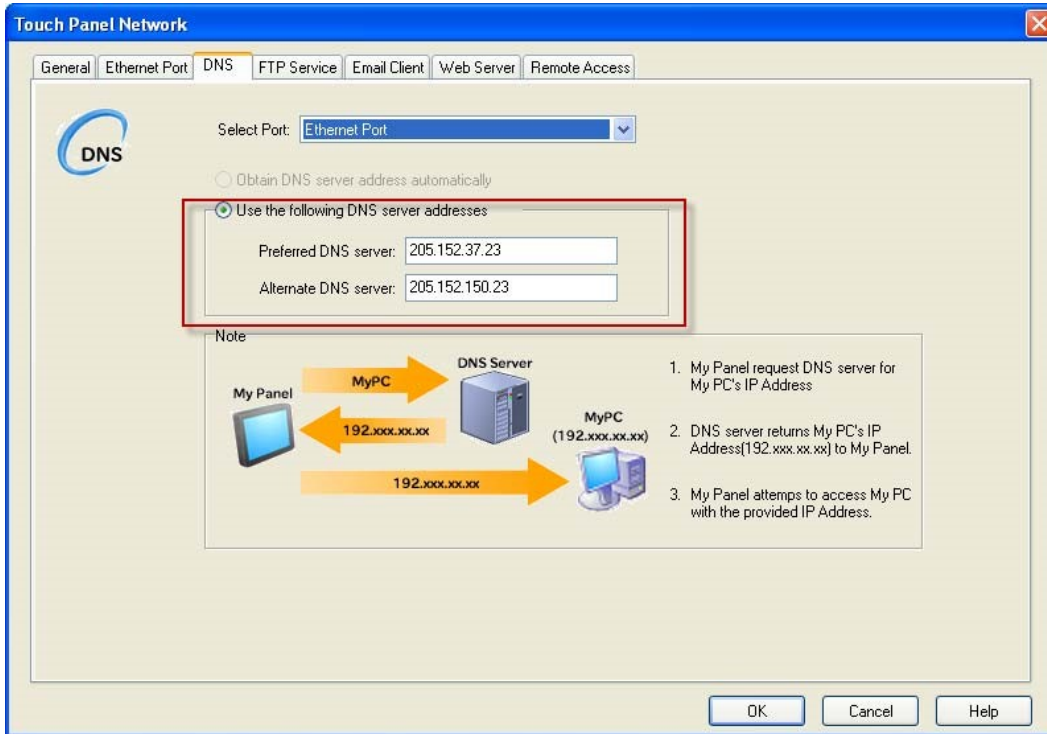 Touch Panel Network
General Ethernet Port DNS FTP Service Email Client Web Server Remote Access
DNS
Select Port: Ethernet Port
Obtain DNS server address automatically
Use the following DNS server addresses
Preferred DNS server: 205.152.37.23
Alternate DNS server: 205.152.150.23
Note
My Panel
MyPC
192.xxx.xx.xx
192.xxx.xx.xx
DNS Server
MyPC
(192.xxx.xx.xx)
1. My Panel request DNS server for
My PC's IP Address
2. DNS server returns My PC's IP
Address(192.xxx.xx.xx) to My Panel.
3. My Panel attemps to access My PC
with the provided IP Address.
OK Cancel Help